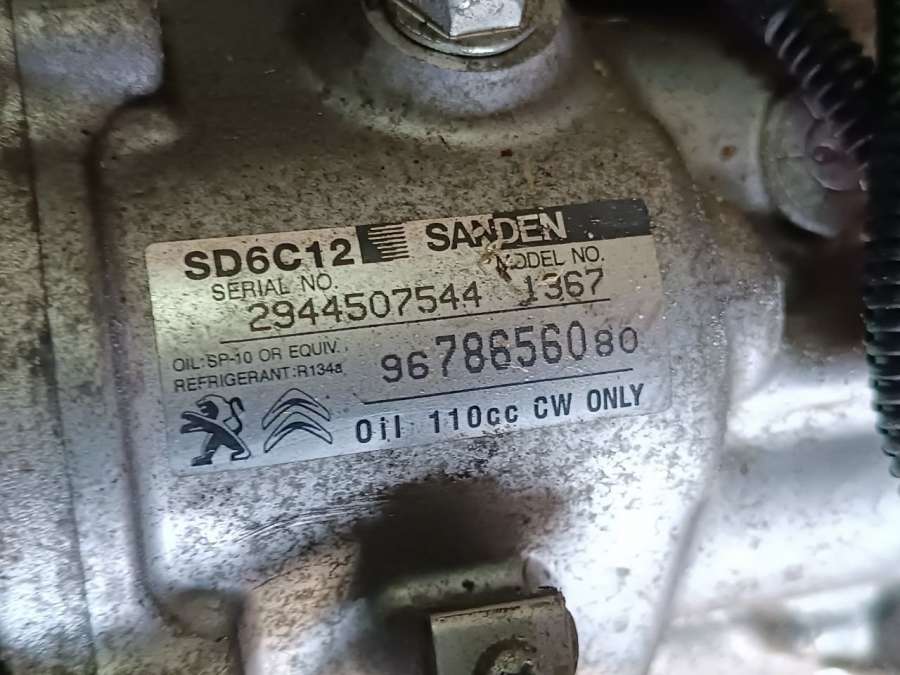 SD6C12 SANDEN
SERIAL NO. MODEL NO.
2944507544 1367
OIL:SP-10 OR EQUIV.
REFRIGERANT:R134a
9678656080
Oil 110cc CW ONLY